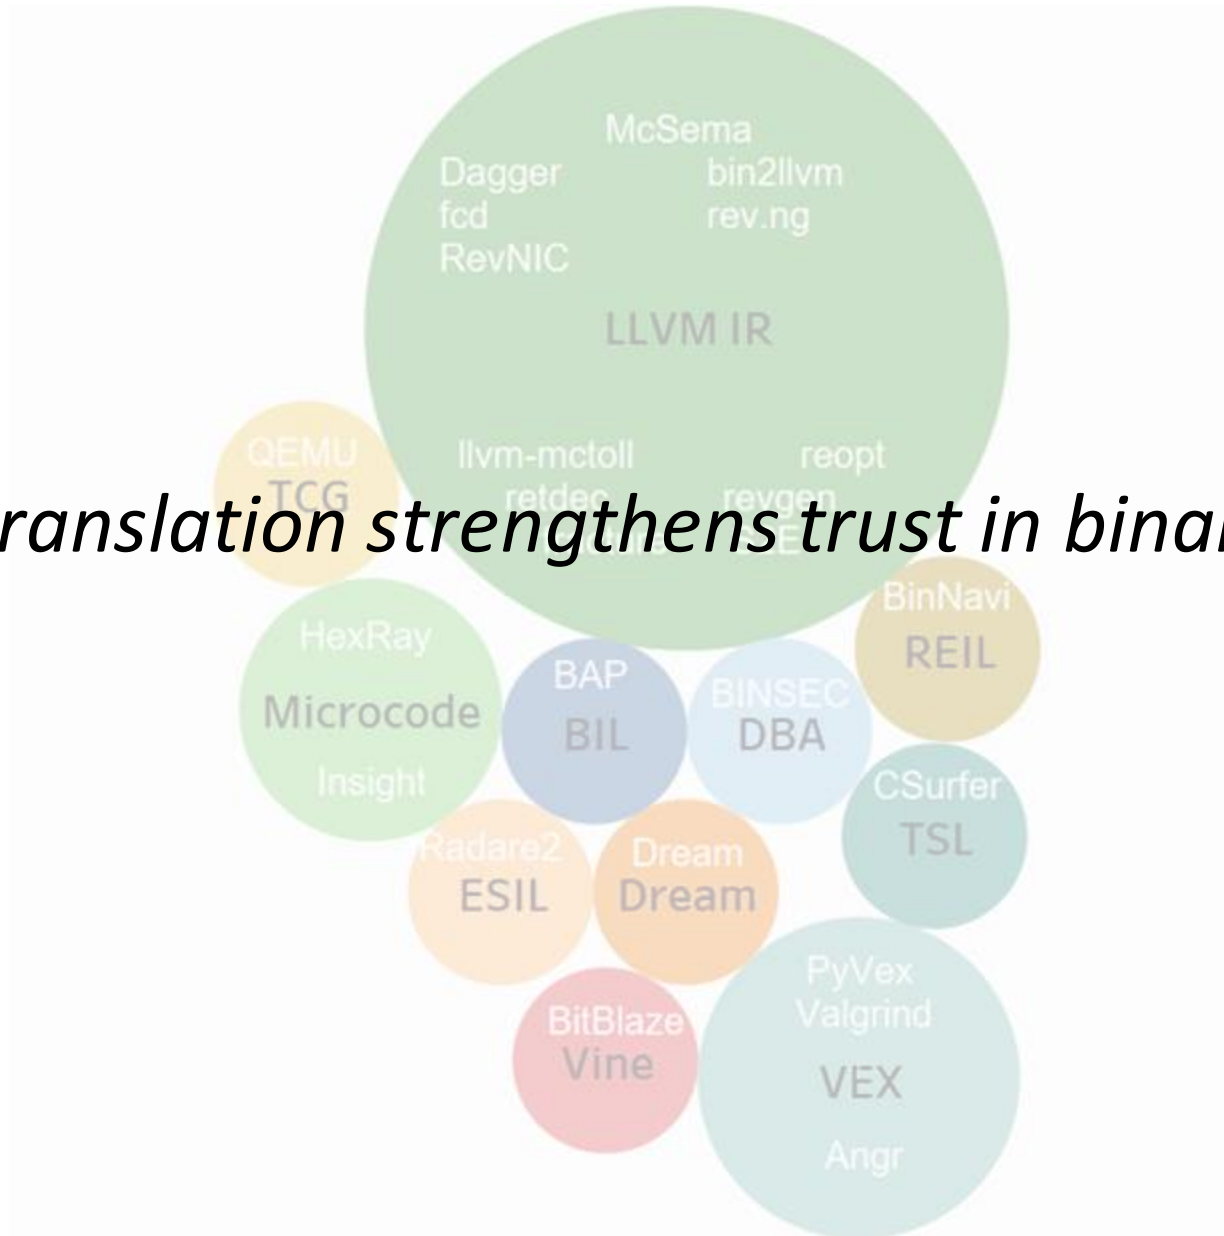 McSema
Dagger bin2llvm
fcd rev.ng
RevNIC
LLVM IR
QEMU
TCG
llvm-mctoll reopt
retdec revgen
ranslation strengthens trust in binar
BinNavi
REIL
HexRay
Microcode
Insight
BAP
BIL
BINSEC
DBA
CSurfer
TSL
Radare2
ESIL
Dream
Dream
PyVex
Valgrind
VEX
Angr
BitBlaze
Vine